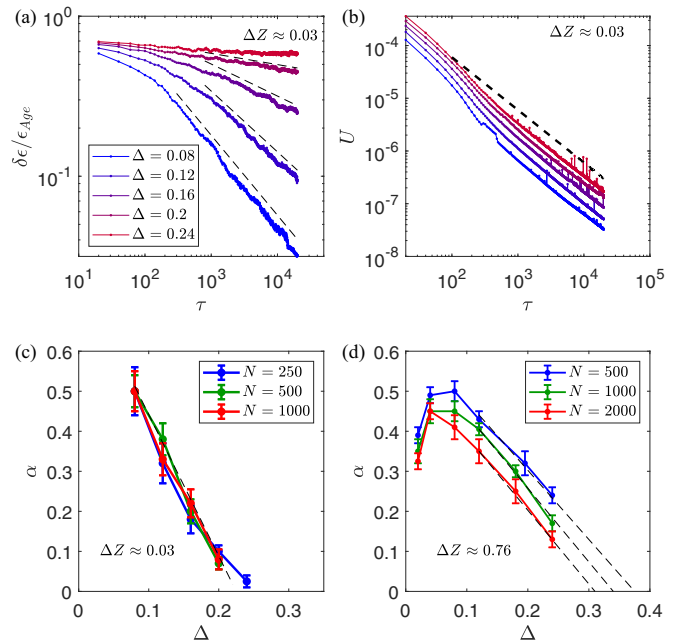 (a)
ΔZ ≈ 0.03
10^0
10^-1
δϵ/ϵ_Age
Δ = 0.08
Δ = 0.12
Δ = 0.16
Δ = 0.2
Δ = 0.24
10^1
10^2
10^3
10^4
τ
(b)
ΔZ ≈ 0.03
10^-4
10^-5
10^-6
10^-7
10^-8
U
10^2
10^3
10^4
10^5
τ
(c)
0.6
0.5
0.4
0.3
0.2
0.1
0
α
N = 250
N = 500
N = 1000
ΔZ ≈ 0.03
0
0.1
0.2
0.3
Δ
(d)
0.6
0.5
0.4
0.3
0.2
0.1
0
α
N = 500
N = 1000
N = 2000
ΔZ ≈ 0.76
0
0.1
0.2
0.3
0.4
Δ